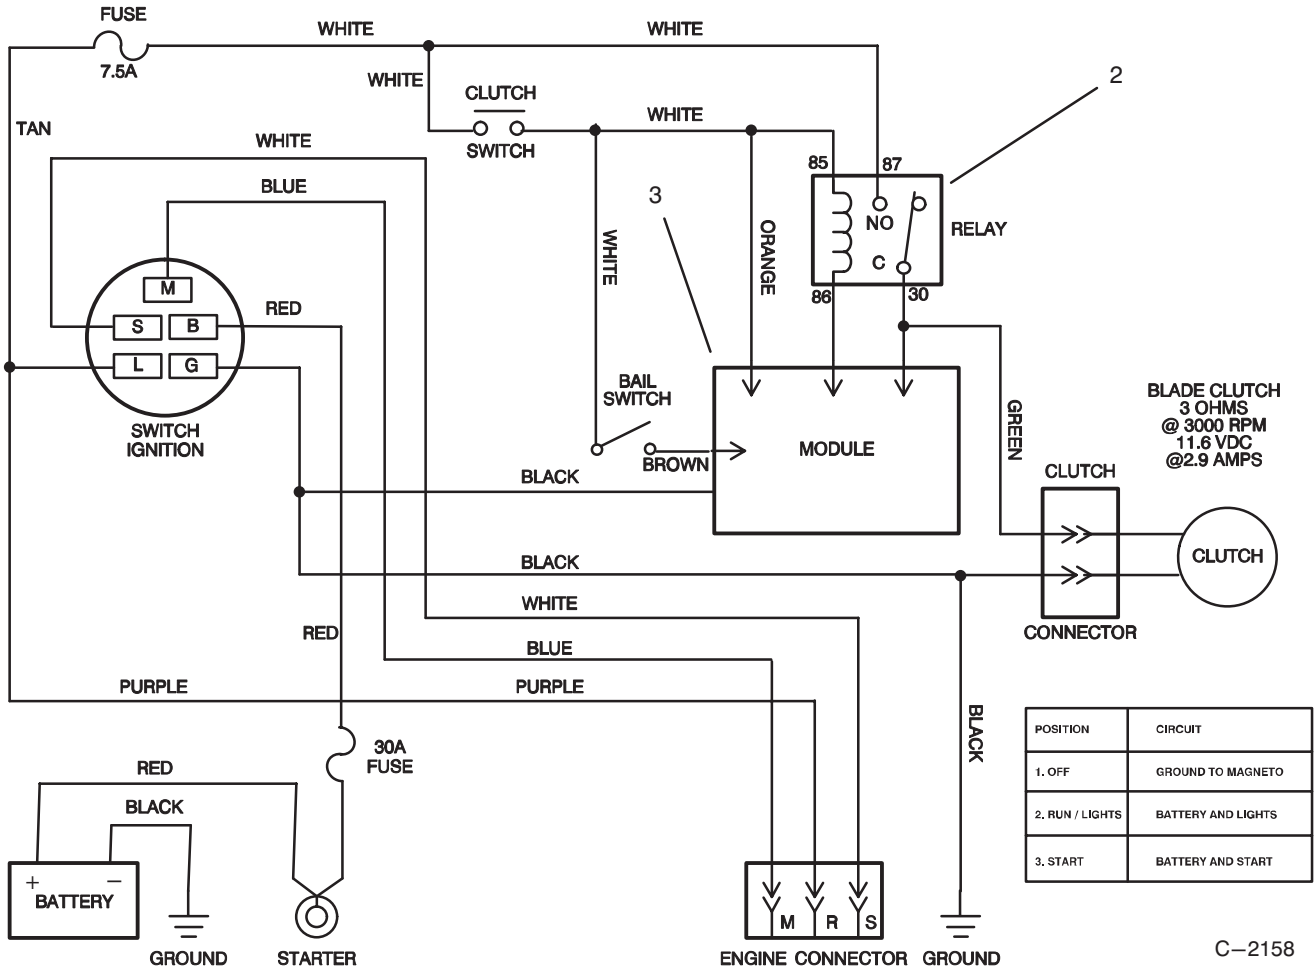 FUSE
7.5A
WHITE
WHITE
WHITE
CLUTCH
SWITCH
WHITE
2
TAN
WHITE
BLUE
3
WHITE
ORANGE
85
87
NO
C
RELAY
86
30
M
S
B
L
G
RED
SWITCH
IGNITION
BAIL
SWITCH
BROWN
MODULE
GREEN
BLADE CLUTCH
3 OHMS
@ 3000 RPM
11.6 VDC
@2.9 AMPS
BLACK
CLUTCH
CLUTCH
CONNECTOR
BLACK
WHITE
RED
BLUE
PURPLE
PURPLE
BLACK
30A
FUSE
RED
BLACK
+
−
BATTERY
GROUND
STARTER
M
R
S
ENGINE CONNECTOR
GROUND
POSITION
CIRCUIT
1. OFF
GROUND TO MAGNETO
2. RUN / LIGHTS
BATTERY AND LIGHTS
3. START
BATTERY AND START
C−2158